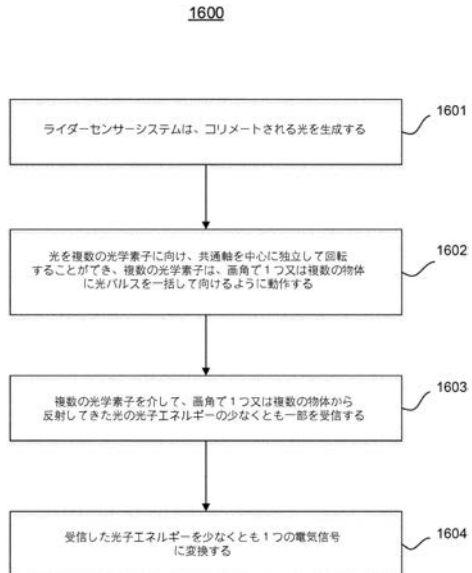 1600
ライダーセンサーシステムは、コリメートされる光を生成する
1601
光を複数の光学素子に向け、共通軸を中心に独立して回転
することができ、複数の光学素子は、画角で1つ又は複数の物体
に光パルスを一括して向けるように動作する
1602
複数の光学素子を介して、画角で1つ又は複数の物体から
反射してきた光の光子エネルギーの少なくとも一部を受信する
1603
受信した光子エネルギーを少なくとも1つの電気信号
に変換する
1604